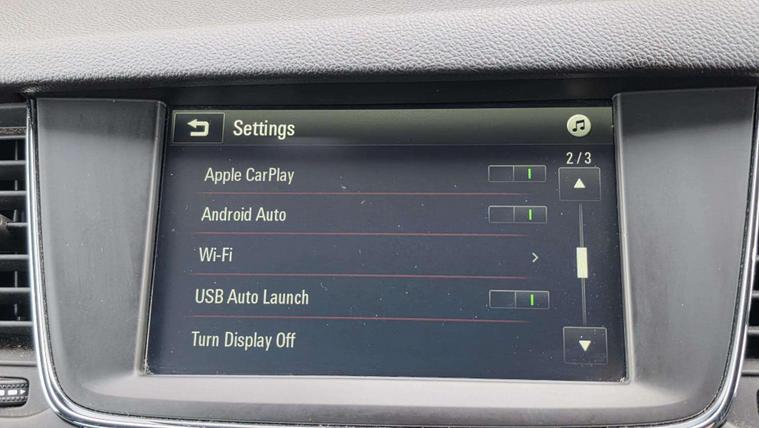 Settings
2/3
Apple CarPlay
Android Auto
Wi-Fi
USB Auto Launch
Turn Display Off